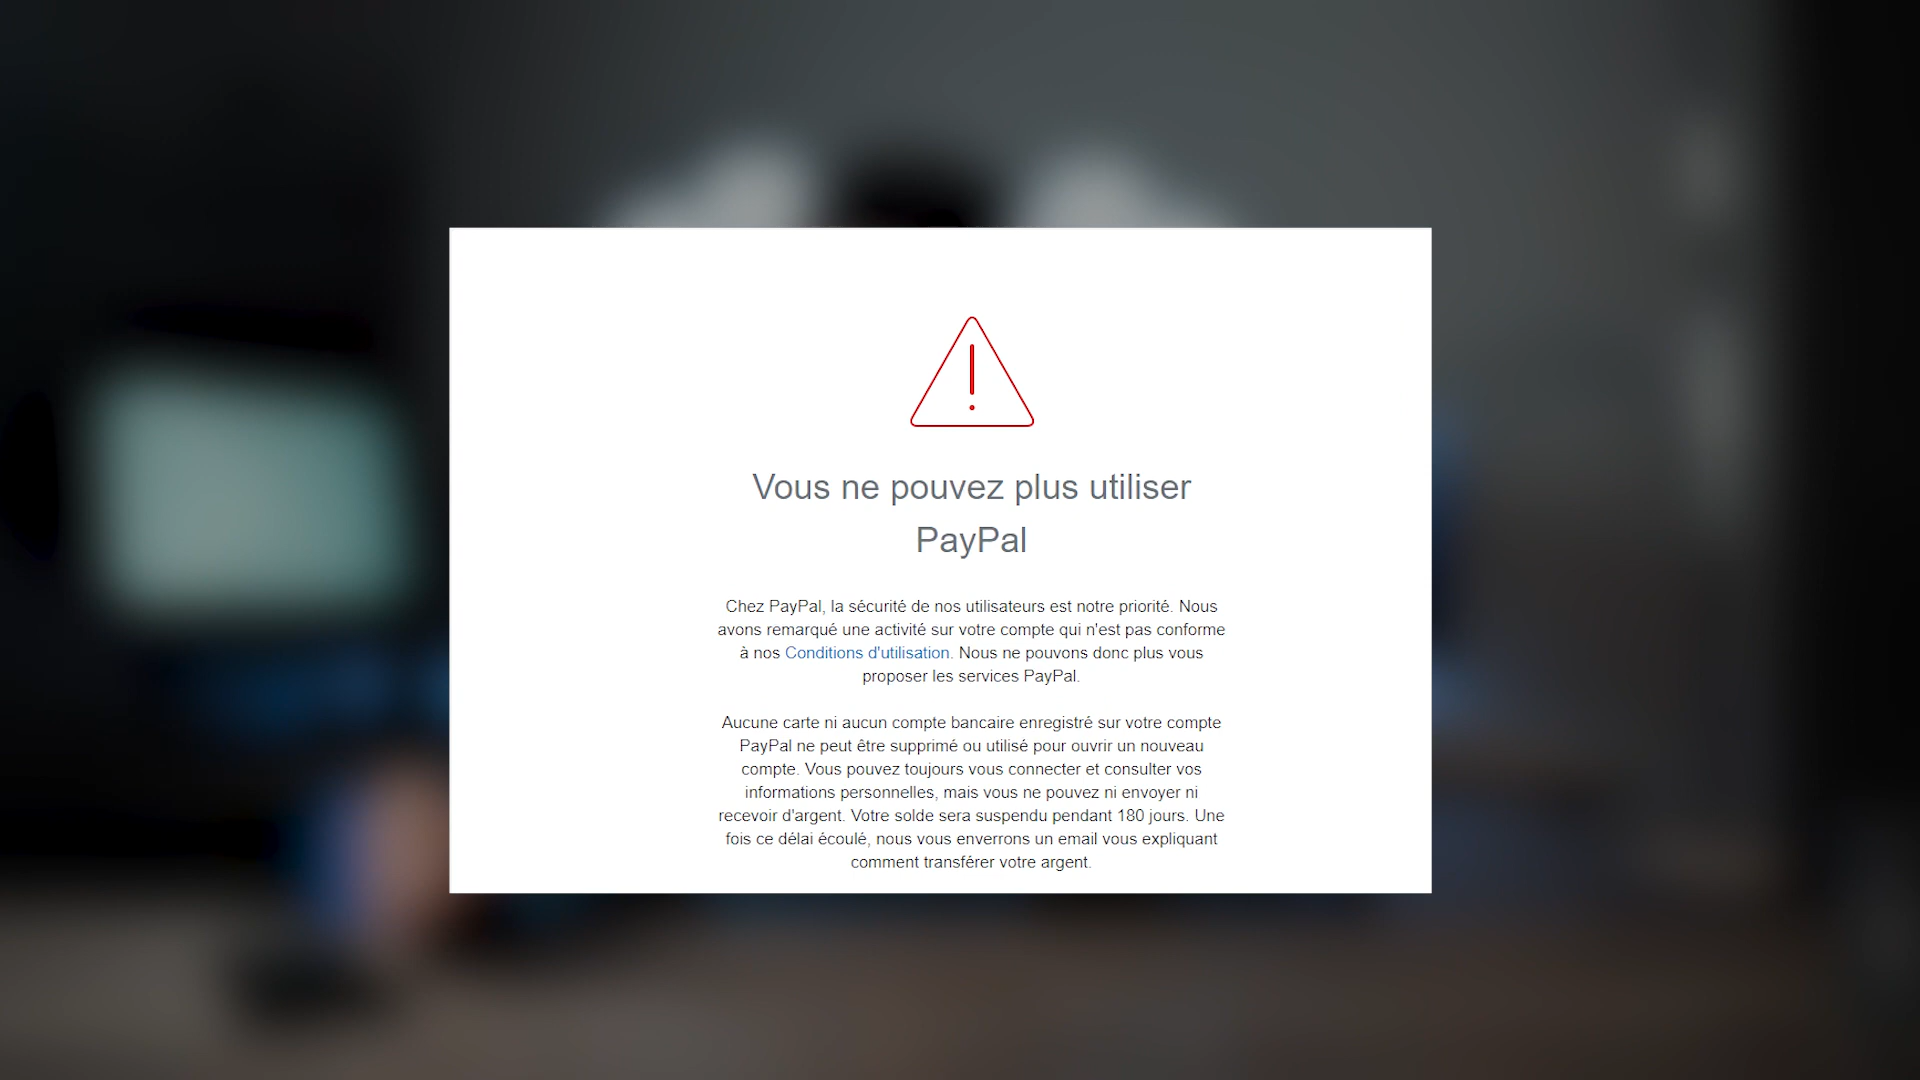 Vous ne pouvez plus utiliser
PayPal
Chez PayPal, la sécurité de nos utilisateurs est notre priorité. Nous
avons remarqué une activité sur votre compte qui n'est pas conforme
à nos Conditions d'utilisation. Nous ne pouvons donc plus vous
proposer les services PayPal.
Aucune carte ni aucun compte bancaire enregistré sur votre compte
PayPal ne peut être supprimé ou utilisé pour ouvrir un nouveau
compte. Vous pouvez toujours vous connecter et consulter vos
informations personnelles, mais vous ne pouvez ni envoyer ni
recevoir d'argent. Votre solde sera suspendu pendant 180 jours. Une
fois ce délai écoulé, nous vous enverrons un email vous expliquant
comment transférer votre argent.